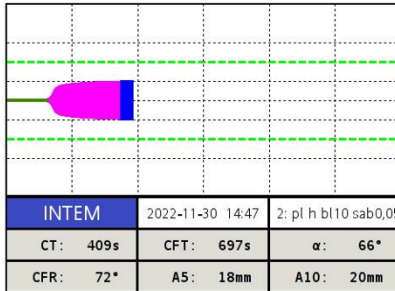 INTEM 2022-11-30 14:47 2: pl h bl10 sab0,05
CT: 409s CFT: 697s α: 66°
CFR: 72° A5: 18mm A10: 20mm